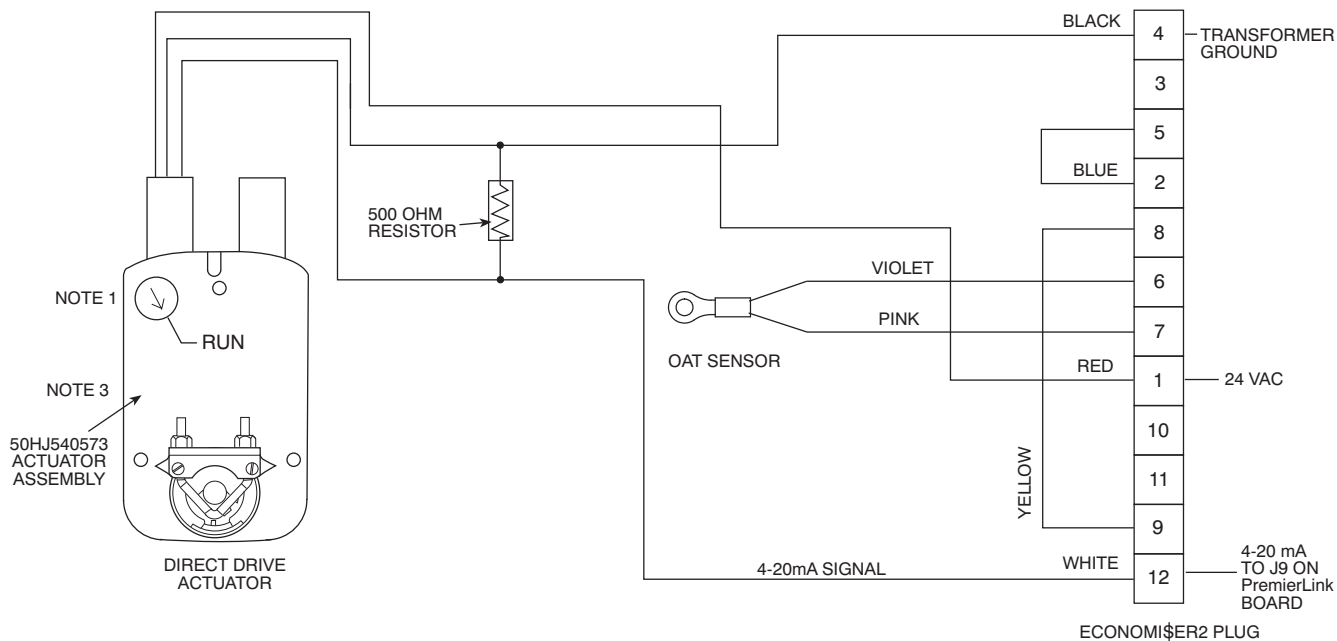 BLACK
4
TRANSFORMER
GROUND
3
5
BLUE
2
500 OHM
RESISTOR
8
VIOLET
6
NOTE 1
RUN
PINK
7
OAT SENSOR
RED
1
24 VAC
NOTE 3
10
50HJ540573
ACTUATOR
ASSEMBLY
11
YELLOW
9
DIRECT DRIVE
ACTUATOR
4-20mA SIGNAL
WHITE
12
4-20 mA
TO J9 ON
PremierLink
BOARD
ECONOMI$ER2 PLUG